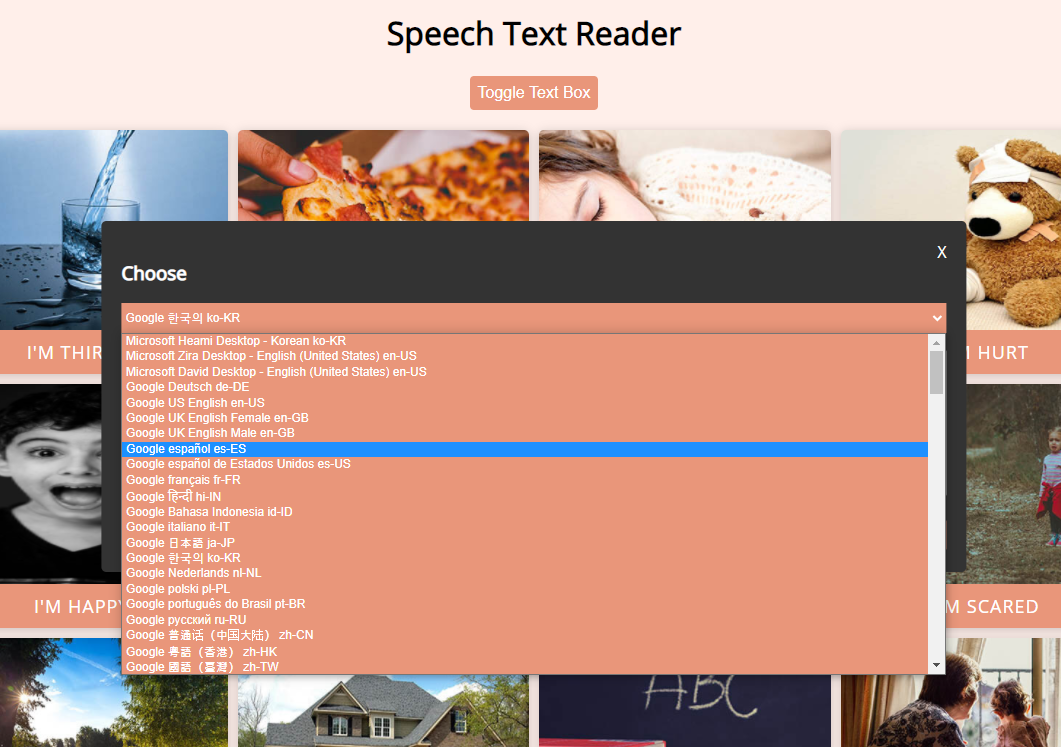 Speech Text Reader
Toggle Text Box
X
Choose
Google 한국의 ko-KR
Microsoft Heami Desktop - Korean ko-KR
Microsoft Zira Desktop - English (United States) en-US
Microsoft David Desktop - English (United States) en-US
Google Deutsch de-DE
Google US English en-US
Google UK English Female en-GB
Google UK English Male en-GB
Google español es-ES
Google español de Estados Unidos es-US
Google français fr-FR
Google हिन्दी hi-IN
Google Bahasa Indonesia id-ID
Google italiano it-IT
Google 日本語 ja-JP
Google 한국의 ko-KR
Google Nederlands nl-NL
Google polski pl-PL
Google português do Brasil pt-BR
Google русский ru-RU
Google 普通话（中国大陆） zh-CN
Google 粤語（香港） zh-HK
Google 國語（臺灣） zh-TW
I'M THIR
HURT
I'M HAPPY
M SCARED
ABC